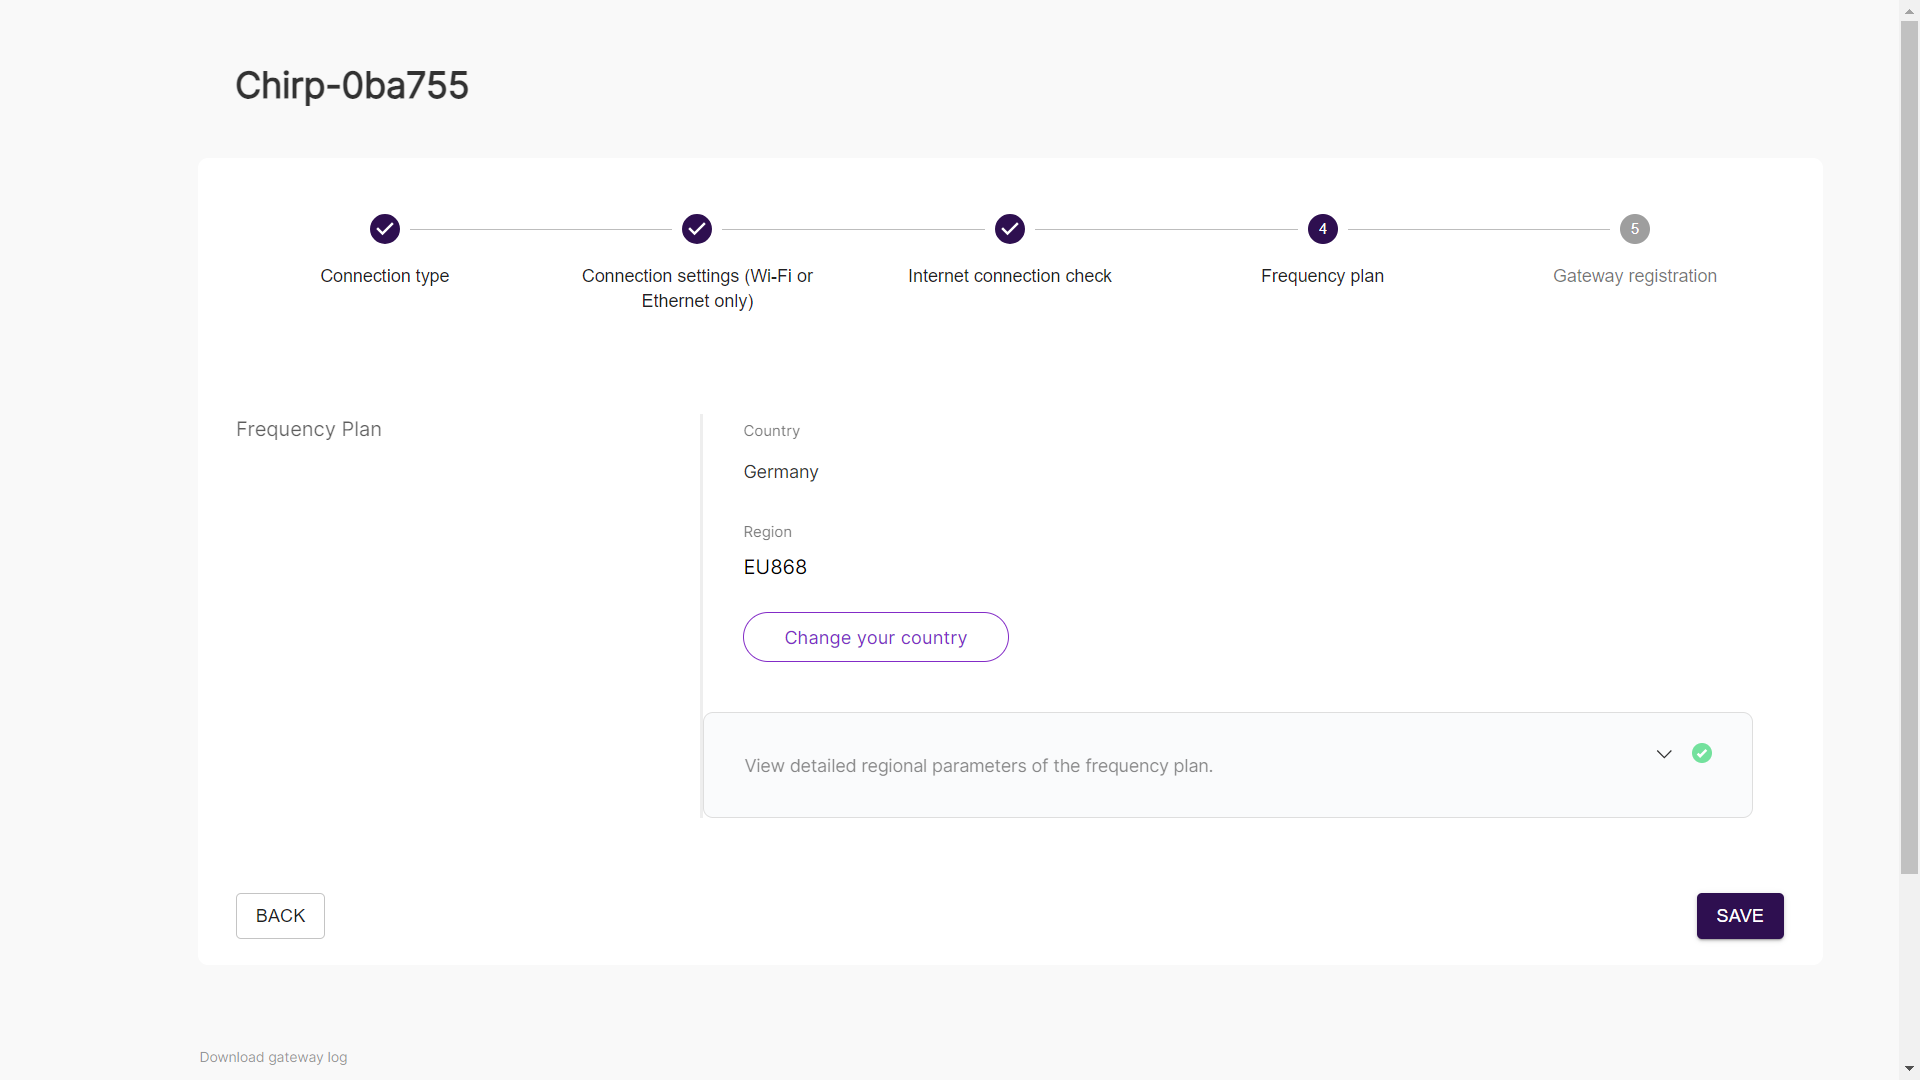 Chirp-0ba755
4
5
Connection type
Connection settings (Wi-Fi or
Ethernet only)
Internet connection check
Frequency plan
Gateway registration
Frequency Plan
Country
Germany
Region
EU868
Change your country
View detailed regional parameters of the frequency plan.
BACK
SAVE
Download gateway log